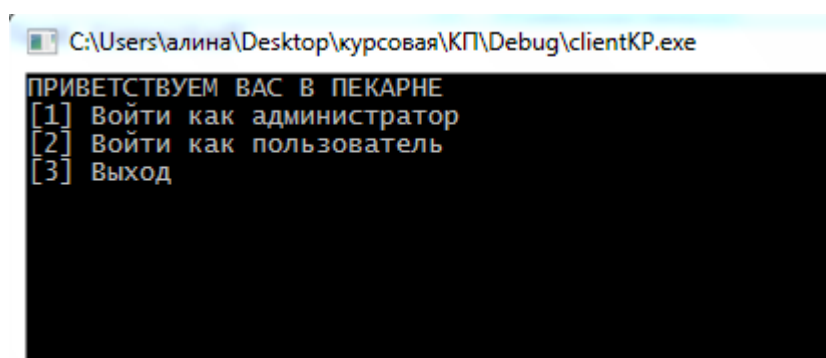 C:\Users\алина\Desktop\курсовая\КП\Debug\clientKP.exe
ПРИВЕТСТВУЕМ ВАС В ПЕКАРНЕ
[1] Войти как администратор
[2] Войти как пользователь
[3] Выход